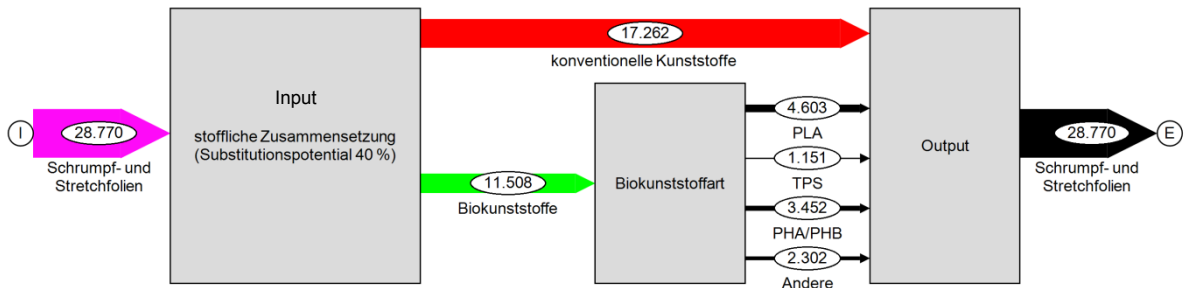 I
28.770
Schrumpf- und
Stretchfolien
Input
stoffliche Zusammensetzung
(Substitutionspotential 40 %)
17.262
konventionelle Kunststoffe
11.508
Biokunststoffe
Biokunststoffart
4.603
PLA
1.151
TPS
3.452
PHA/PHB
2.302
Andere
Output
28.770
Schrumpf- und
Stretchfolien
E